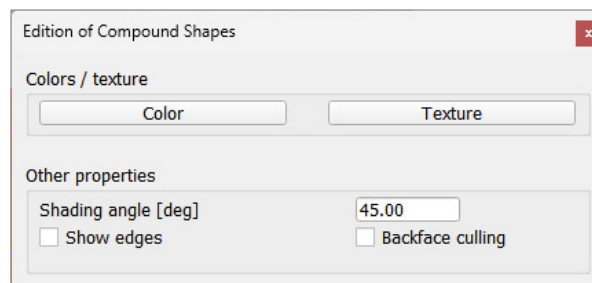 Edition of Compound Shapes
x
Colors / texture
Color Texture
Other properties
Shading angle [deg] 45.00
Show edges Backface culling